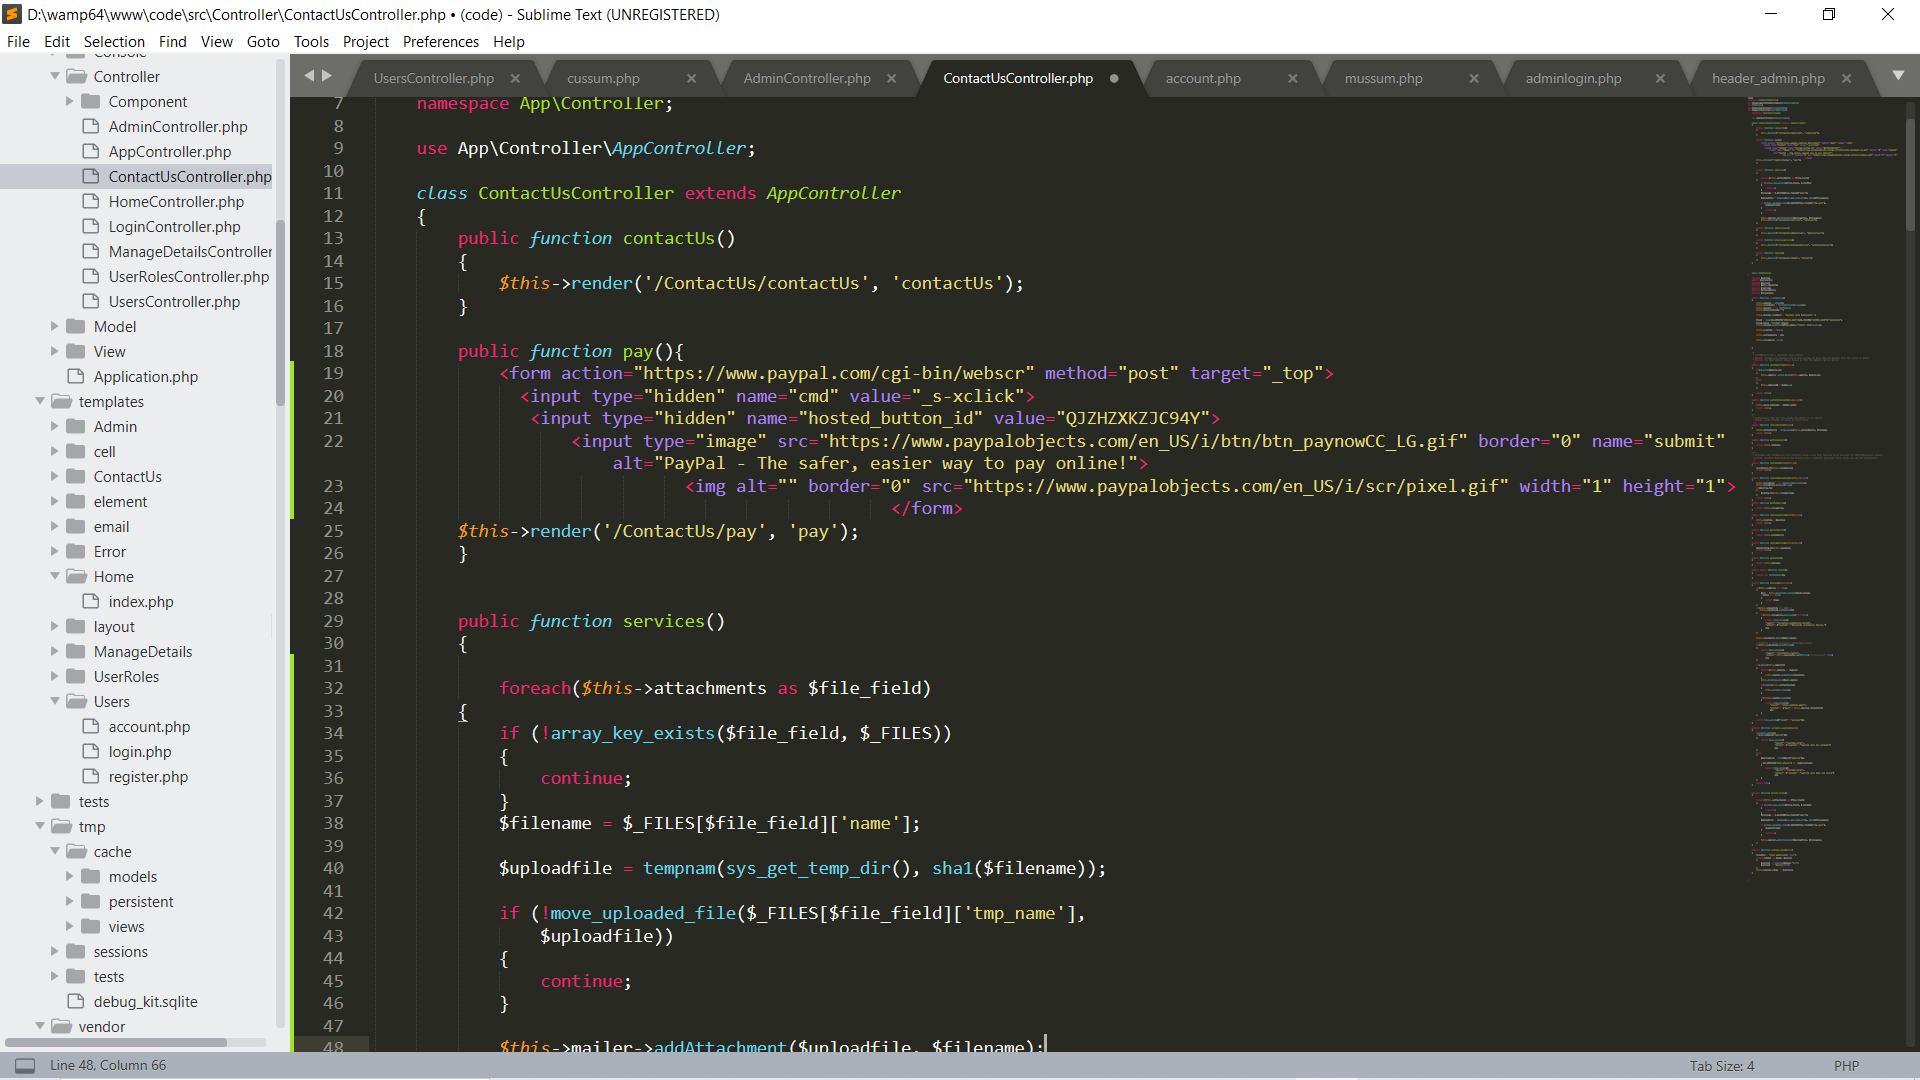 D:\wamp64\www\code\src\Controller\ContactUsController.php • (code) - Sublime Text (UNREGISTERED)
File Edit Selection Find View Goto Tools Project Preferences Help
Console
Controller
Component
AdminController.php
AppController.php
ContactUsController.php
HomeController.php
LoginController.php
ManageDetailsController
UserRolesController.php
UsersController.php
Model
View
Application.php
templates
Admin
cell
ContactUs
element
email
Error
Home
index.php
layout
ManageDetails
UserRoles
Users
account.php
login.php
register.php
tests
tmp
cache
models
persistent
views
sessions
tests
debug_kit.sqlite
vendor
UsersController.php cussum.php AdminController.php ContactUsController.php account.php mussum.php adminlogin.php header_admin.php
7 namespace App\Controller;
8
9 use App\Controller\AppController;
10
11 class ContactUsController extends AppController
12 {
13 public function contactUs()
14 {
15 $this->render('/ContactUs/contactUs', 'contactUs');
16 }
17
18 public function pay(){
19 <form action="https://www.paypal.com/cgi-bin/webscr" method="post" target="_top">
20 <input type="hidden" name="cmd" value="_s-xclick">
21 <input type="hidden" name="hosted_button_id" value="QJZHZXKZJC94Y">
22 <input type="image" src="https://www.paypalobjects.com/en_US/i/btn/btn_paynowCC_LG.gif" border="0" name="submit"
alt="PayPal - The safer, easier way to pay online!">
23 <img alt="" border="0" src="https://www.paypalobjects.com/en_US/i/scr/pixel.gif" width="1" height="1">
24 </form>
25 $this->render('/ContactUs/pay', 'pay');
26 }
27
28
29 public function services()
30 {
31
32 foreach($this->attachments as $file_field)
33 {
34 if (!array_key_exists($file_field, $_FILES))
35 {
36 continue;
37 }
38 $filename = $_FILES[$file_field]['name'];
39
40 $uploadfile = tempnam(sys_get_temp_dir(), sha1($filename));
41
42 if (!move_uploaded_file($_FILES[$file_field]['tmp_name'],
43 $uploadfile))
44 {
45 continue;
46 }
47
48 $this->mailer->addAttachment($uploadfile, $filename);
Line 48, Column 66
Tab Size: 4
PHP